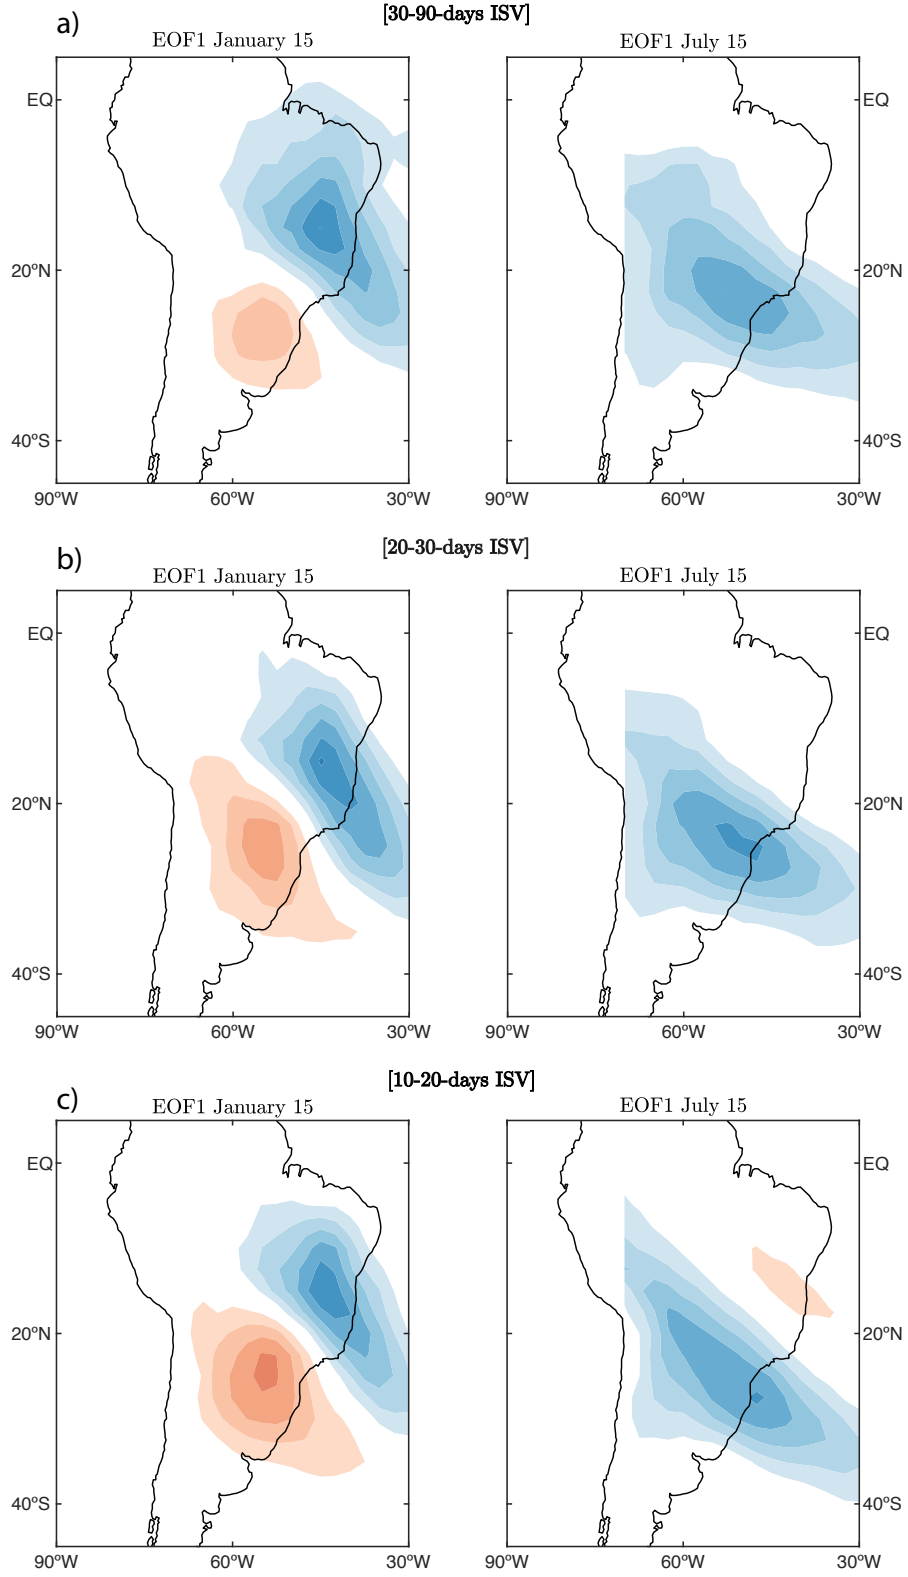 [30-90-days ISV]
a)
EOF1 January 15
EOF1 July 15
EQ
EQ
20ºN
20ºN
40ºS
40ºS
90ºW
60ºW
30ºW
90ºW
60ºW
30ºW
[20-30-days ISV]
b)
EOF1 January 15
EOF1 July 15
EQ
EQ
20ºN
20ºN
40ºS
40ºS
90ºW
60ºW
30ºW
90ºW
60ºW
30ºW
[10-20-days ISV]
c)
EOF1 January 15
EOF1 July 15
EQ
EQ
20ºN
20ºN
40ºS
40ºS
90ºW
60ºW
30ºW
90ºW
60ºW
30ºW